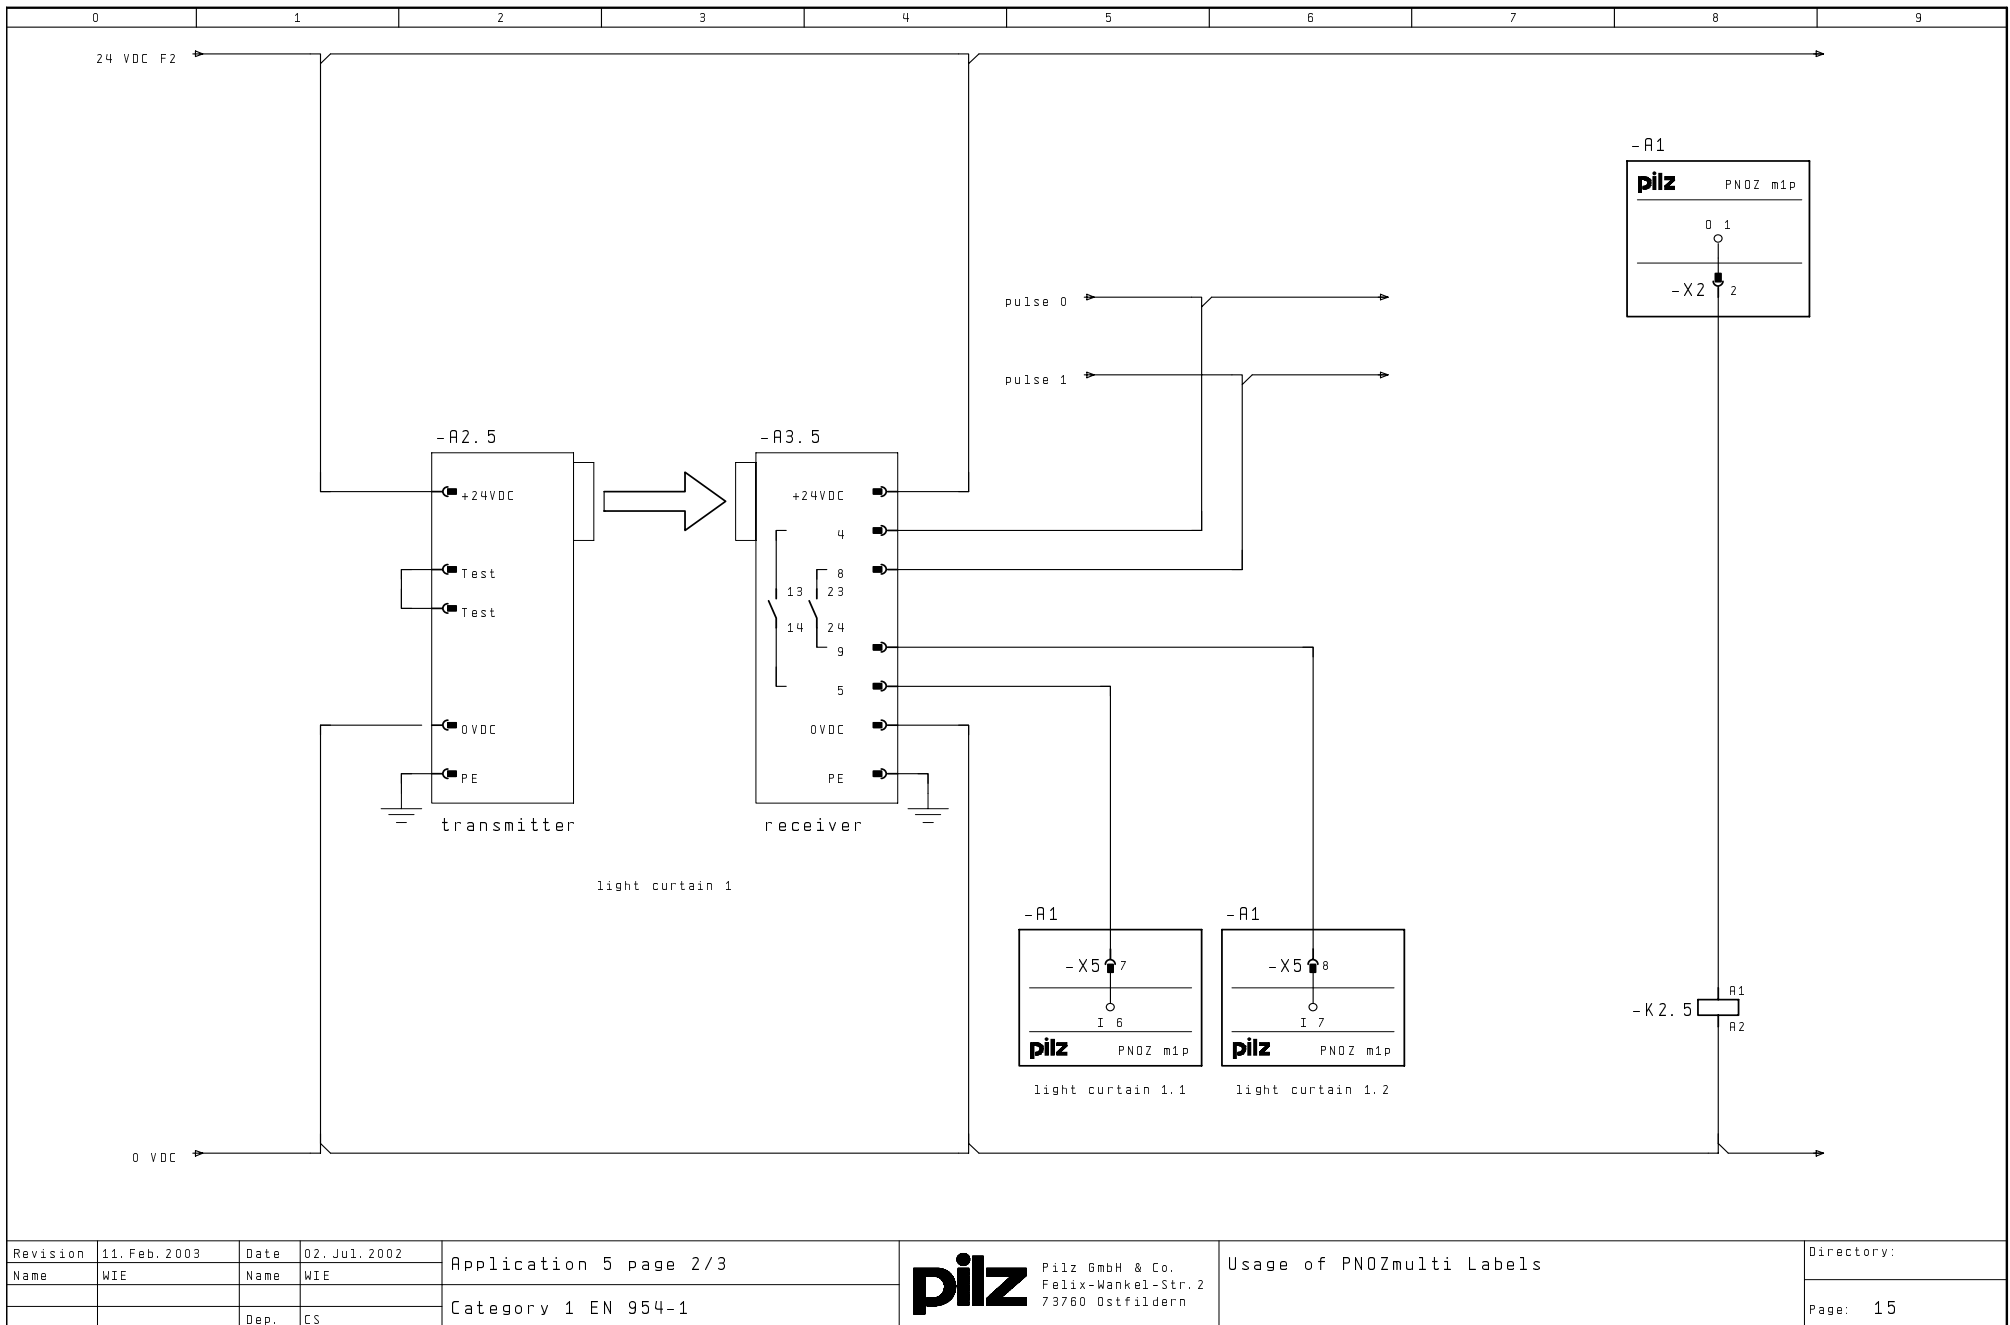 0 1 2 3 4 5 6 7 8 9
24 VDC F2
-A1
pilz PNOZ m1p
O 1
-X2 2
pulse 0
pulse 1
-A2.5
+24VDC
Test
Test
0VDC
PE
transmitter
-A3.5
+24VDC
4
8
13 23
14 24
9
5
0VDC
PE
receiver
light curtain 1
-A1
-X5 7
I 6
pilz PNOZ m1p
light curtain 1.1
-A1
-X5 8
I 7
pilz PNOZ m1p
light curtain 1.2
-K2.5
A1
A2
0 VDC
Revision 11.Feb.2003 Date 02.Jul.2002
Name WIE Name WIE
Dep. CS
Application 5 page 2/3
Category 1 EN 954-1
pilz
Pilz GmbH & Co.
Felix-Wankel-Str.2
73760 Ostfildern
Usage of PNOZmulti Labels
Directory:
Page: 15